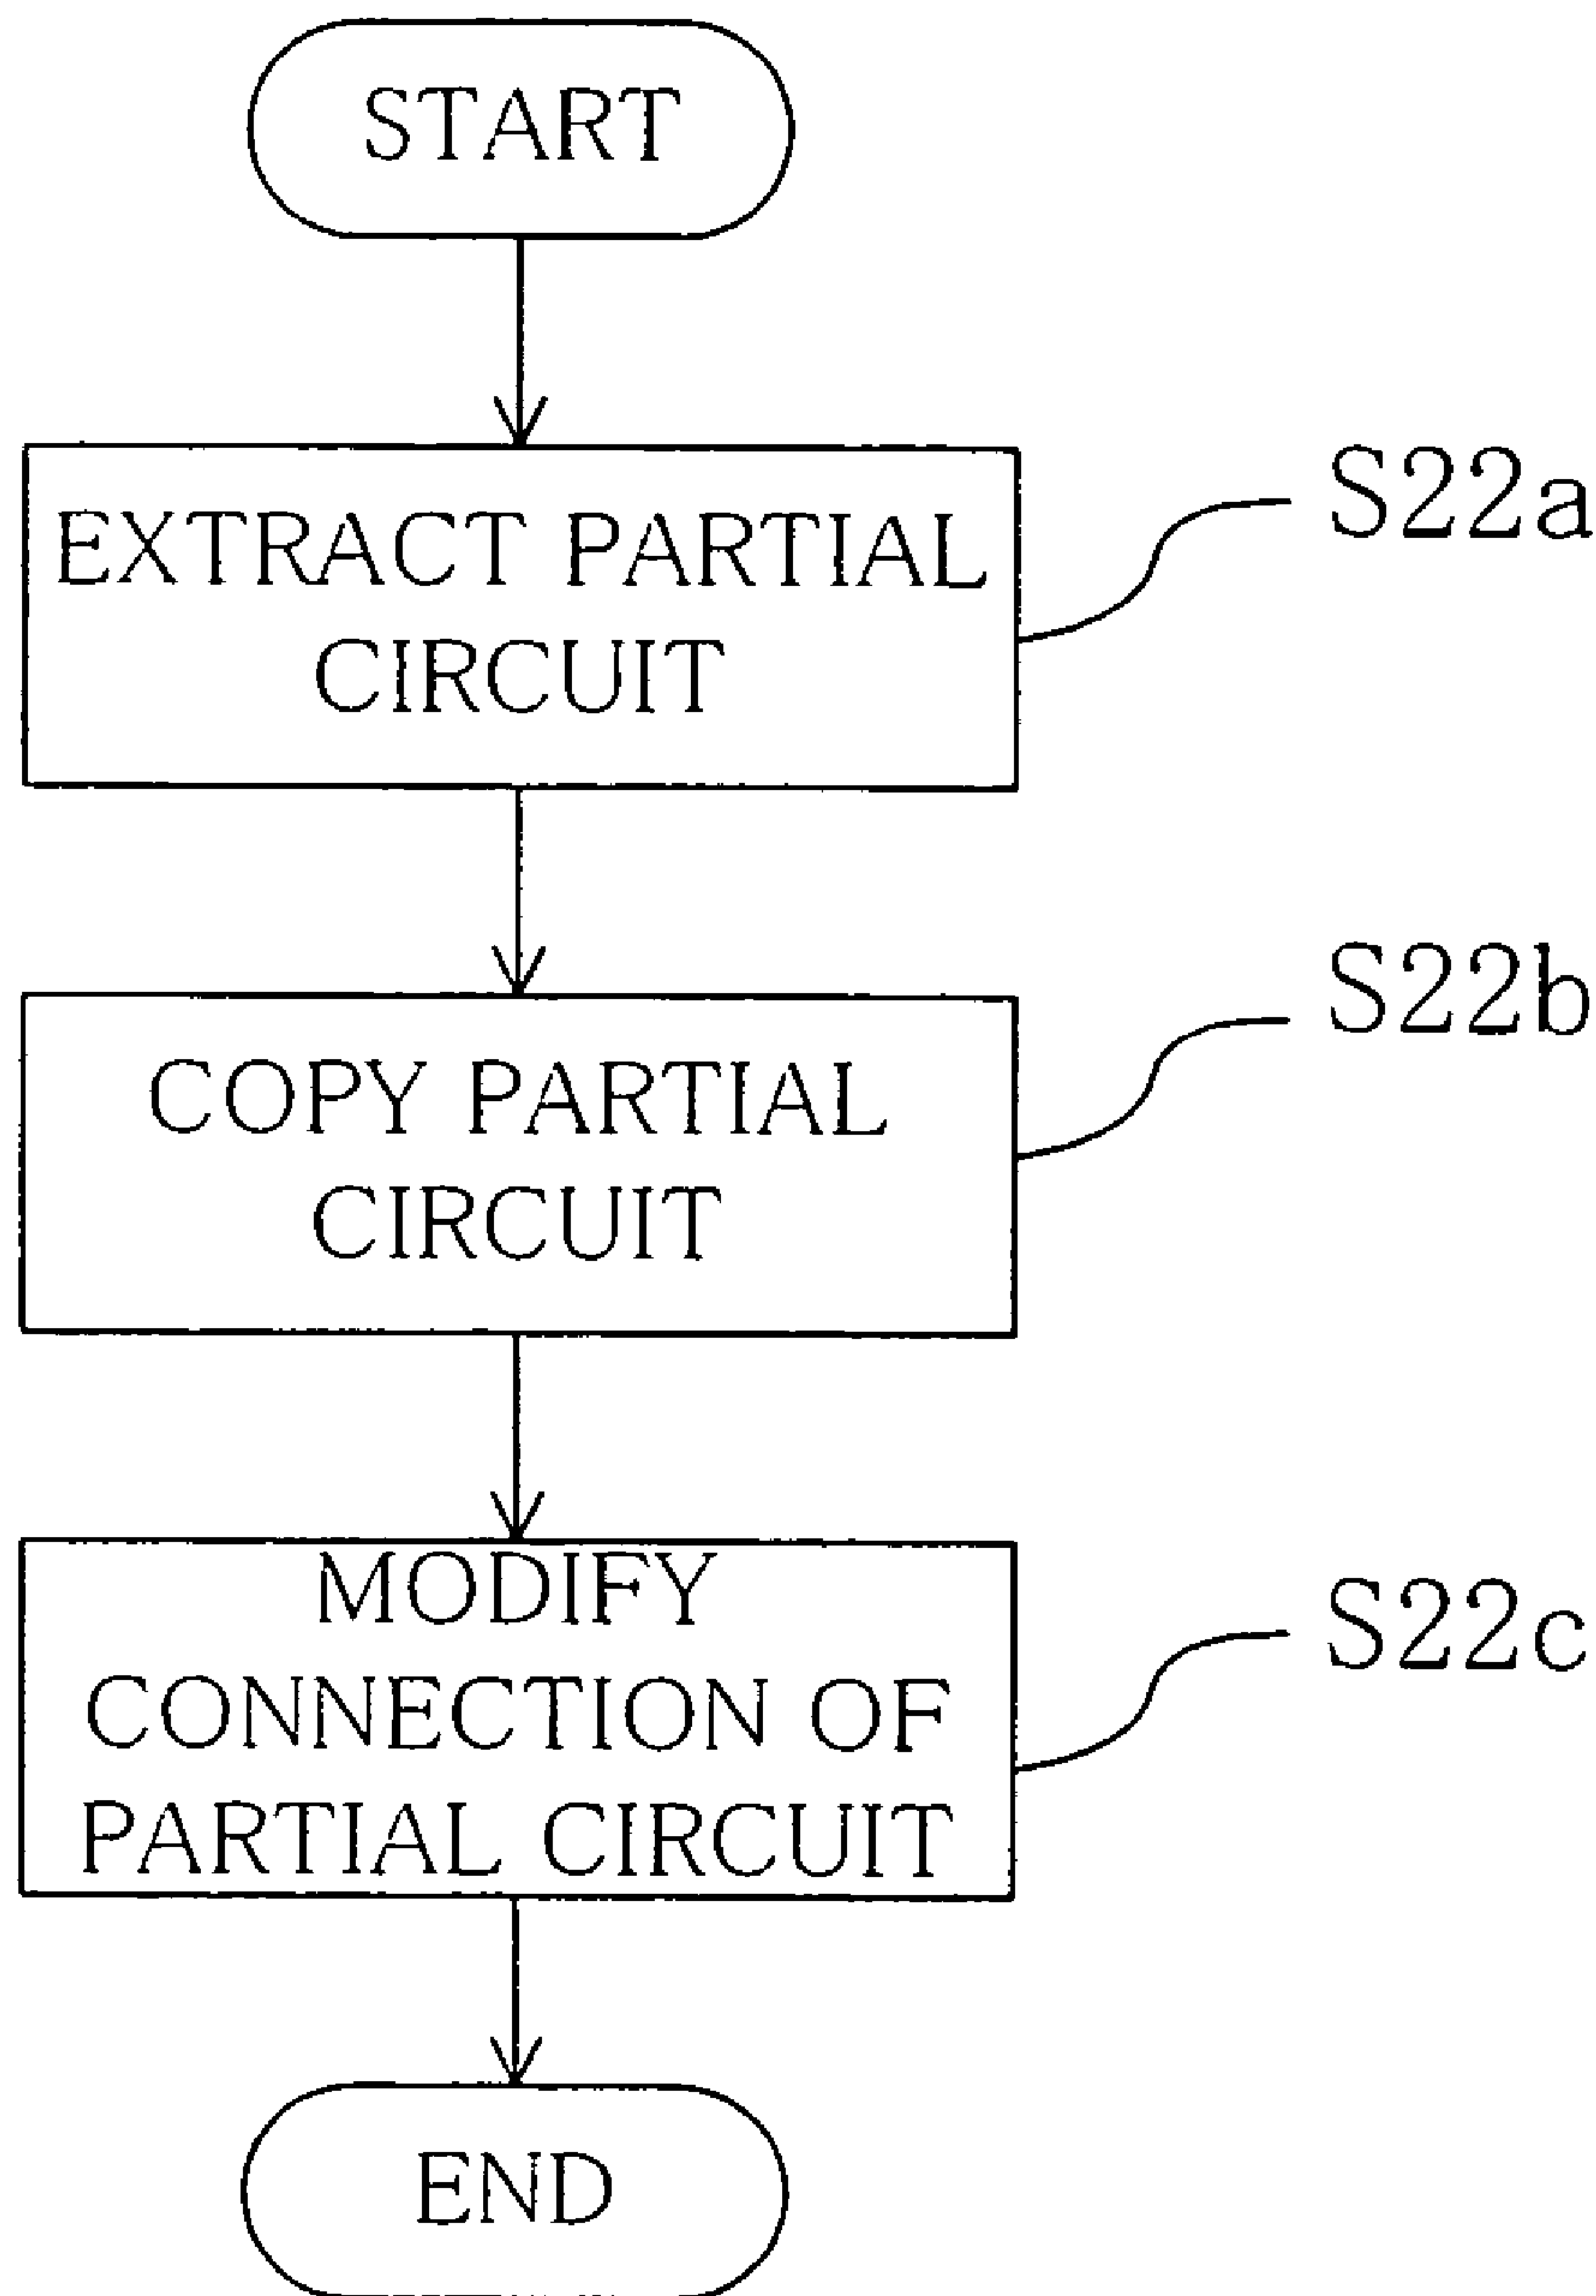 START
EXTRACT PARTIAL
CIRCUIT
S22a
COPY PARTIAL
CIRCUIT
S22b
MODIFY
CONNECTION OF
PARTIAL CIRCUIT
S22c
END